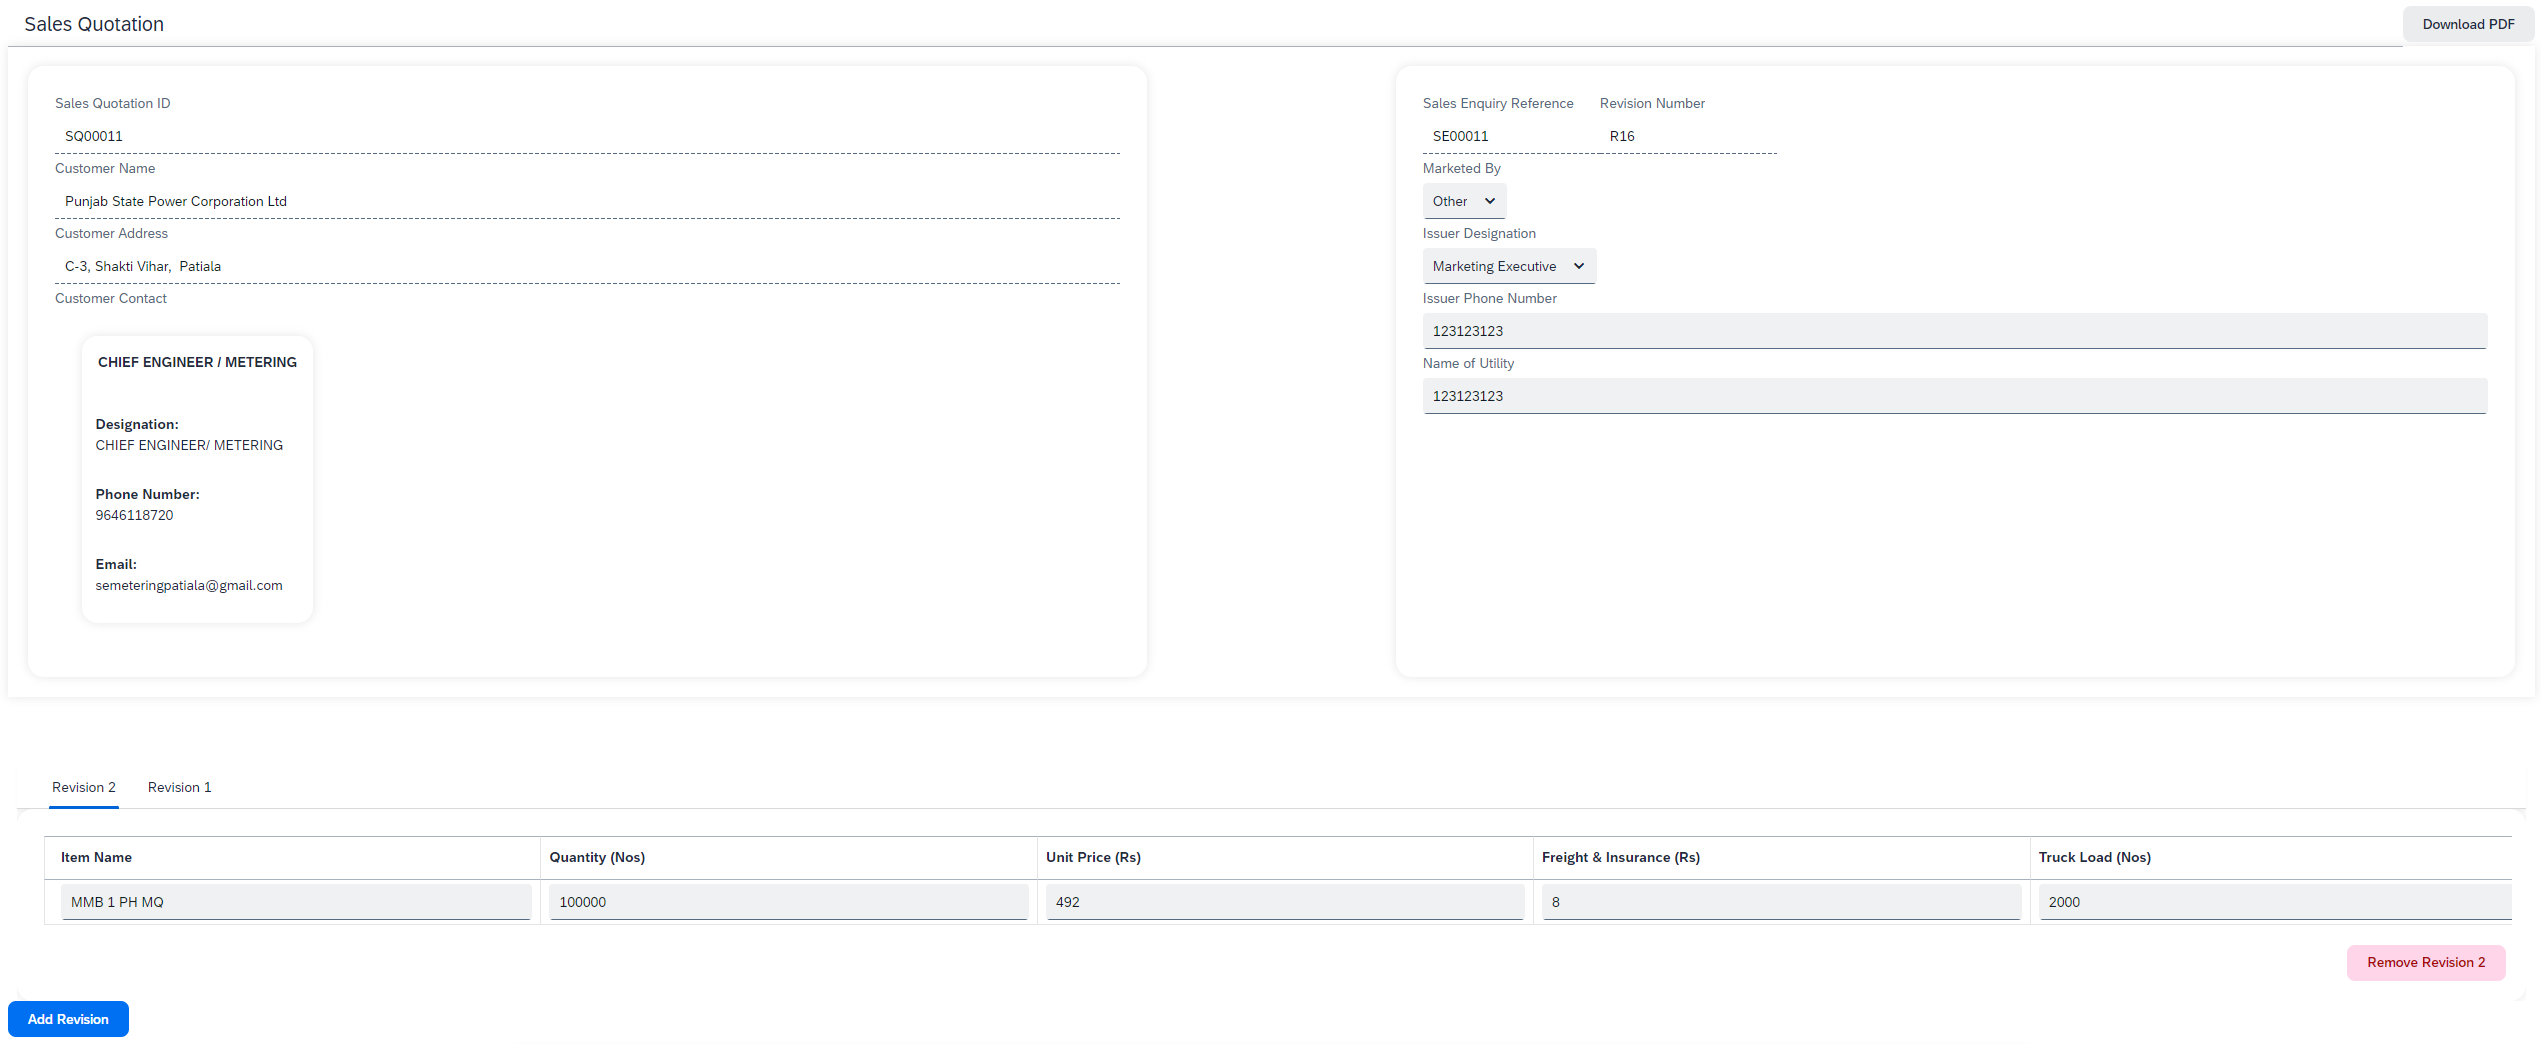 Sales Quotation
Download PDF
Sales Quotation ID
SQ00011
Customer Name
Punjab State Power Corporation Ltd
Customer Address
C-3, Shakti Vihar,  Patiala
Customer Contact
CHIEF ENGINEER / METERING
Designation:
CHIEF ENGINEER/ METERING
Phone Number:
9646118720
Email:
semeteringpatiala@gmail.com
Sales Enquiry Reference Revision Number
SE00011 R16
Marketed By
Other
Issuer Designation
Marketing Executive
Issuer Phone Number
123123123
Name of Utility
123123123
Revision 2 Revision 1
Item Name Quantity (Nos) Unit Price (Rs) Freight & Insurance (Rs) Truck Load (Nos)
MMB 1 PH MQ 100000 492 8 2000
Remove Revision 2
Add Revision